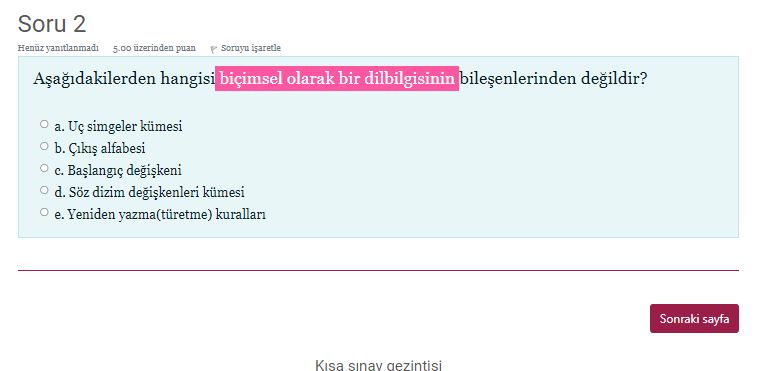 Soru 2
Henüz yanıtlanmadı 5.00 üzerinden puan Soruyu işaretle
Aşağıdakilerden hangisi biçimsel olarak bir dilbilgisinin bileşenlerinden değildir?
a. Uç simgeler kümesi
b. Çıkış alfabesi
c. Başlangıç değişkeni
d. Söz dizim değişkenleri kümesi
e. Yeniden yazma(türetme) kuralları
Sonraki sayfa
Kısa sınav gezintisi